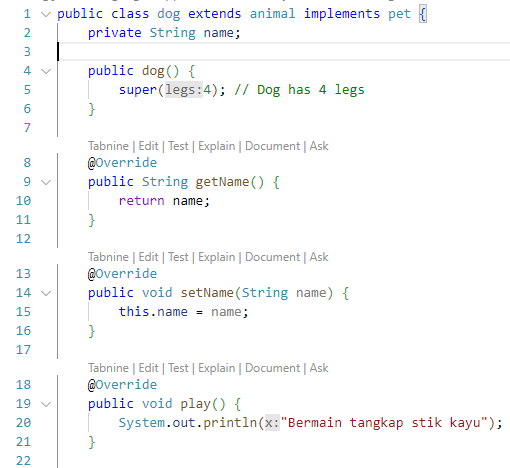 1 public class dog extends animal implements pet {
2     private String name;
3
4     public dog() {
5         super(legs:4); // Dog has 4 legs
6     }
7
Tabnine | Edit | Test | Explain | Document | Ask
8     @Override
9     public String getName() {
10         return name;
11     }
12
Tabnine | Edit | Test | Explain | Document | Ask
13     @Override
14     public void setName(String name) {
15         this.name = name;
16     }
17
Tabnine | Edit | Test | Explain | Document | Ask
18     @Override
19     public void play() {
20         System.out.println(x:"Bermain tangkap stik kayu");
21     }
22